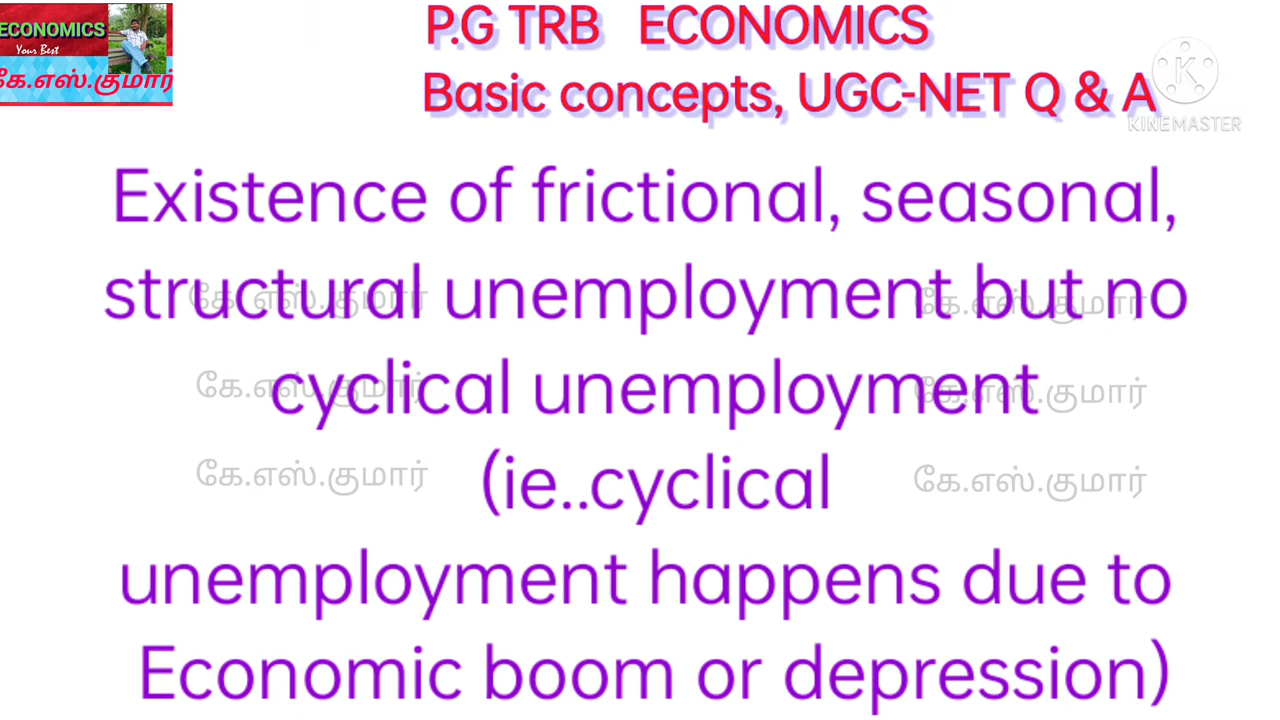 ECONOMICS
Your Best
கே.எஸ்.குமார்
P.G TRB ECONOMICS
Basic concepts, UGC-NET Q & A
K
KINEMASTER
Existence of frictional, seasonal,
structural unemployment but no
கே.எஸ்.குமார் கே.எஸ்.குமார்
cyclical unemployment
கே.எஸ்.குமார் கே.எஸ்.குமார்
(ie..cyclical
கே.எஸ்.குமார் கே.எஸ்.குமார்
unemployment happens due to
Economic boom or depression)